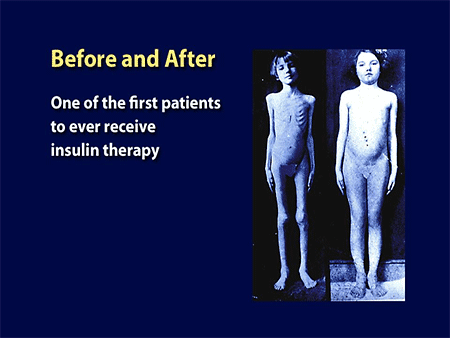 Before and After
One of the first patients
to ever receive
insulin therapy